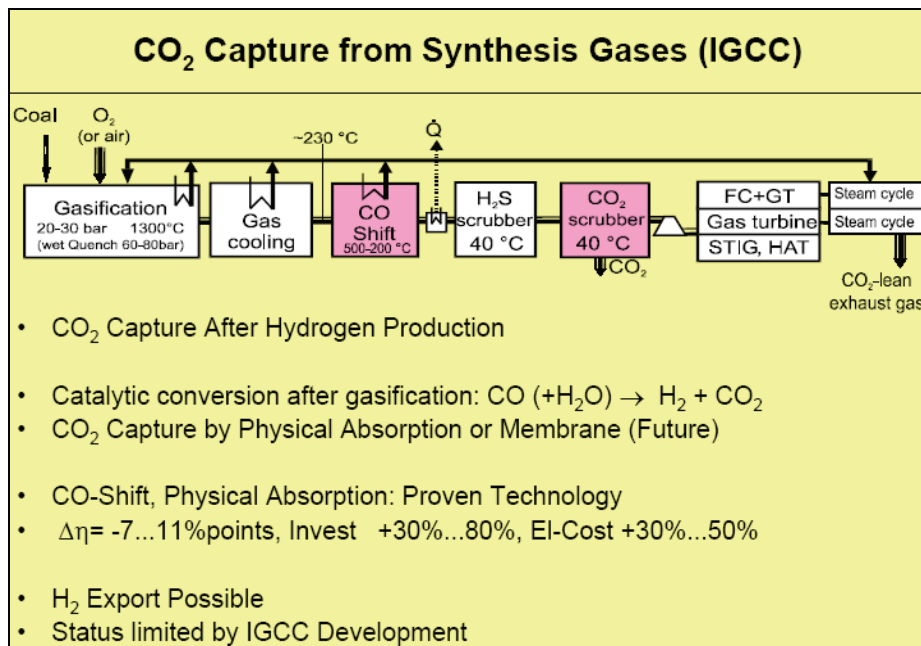 CO₂ Capture from Synthesis Gases (IGCC)
Coal
O₂
(or air)
~230 °C
Q̇
Gasification
20-30 bar 1300°C
(wet Quench 60-80bar)
Gas
cooling
CO
Shift
500-200 °C
H₂S
scrubber
40 °C
CO₂
scrubber
40 °C
CO₂
FC+GT
Gas turbine
STIG, HAT
Steam cycle
Steam cycle
CO₂-lean
exhaust gas
• CO₂ Capture After Hydrogen Production
• Catalytic conversion after gasification: CO (+H₂O) → H₂ + CO₂
• CO₂ Capture by Physical Absorption or Membrane (Future)
• CO-Shift, Physical Absorption: Proven Technology
• Δη= -7...11%points, Invest +30%...80%, El-Cost +30%...50%
• H₂ Export Possible
• Status limited by IGCC Development